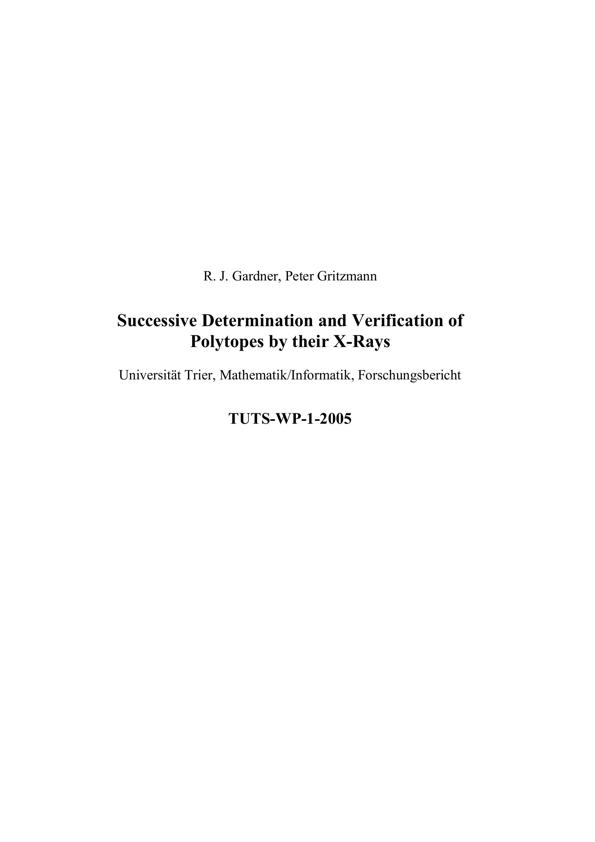 R. J. Gardner, Peter Gritzmann
Successive Determination and Verification of
Polytopes by their X-Rays
Universität Trier, Mathematik/Informatik, Forschungsbericht
TUTS-WP-1-2005